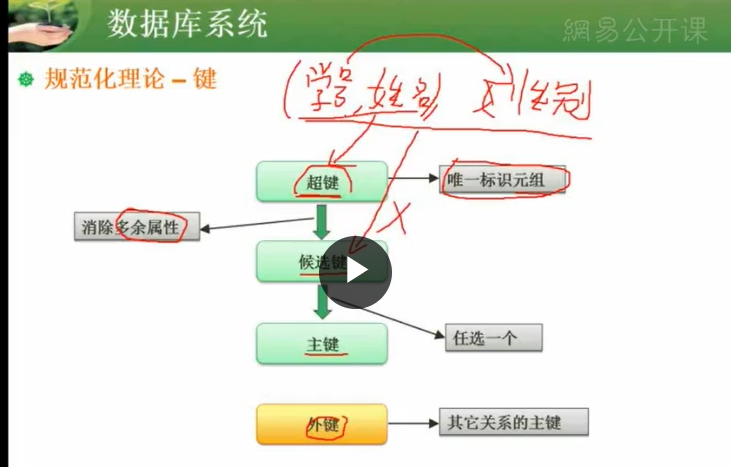 数据库系统
網易公开课
规范化理论 – 键
(学号,姓名) 性别
超键
唯一标识元组
消除多余属性
候选键
主键
任选一个
外键
其它关系的主键